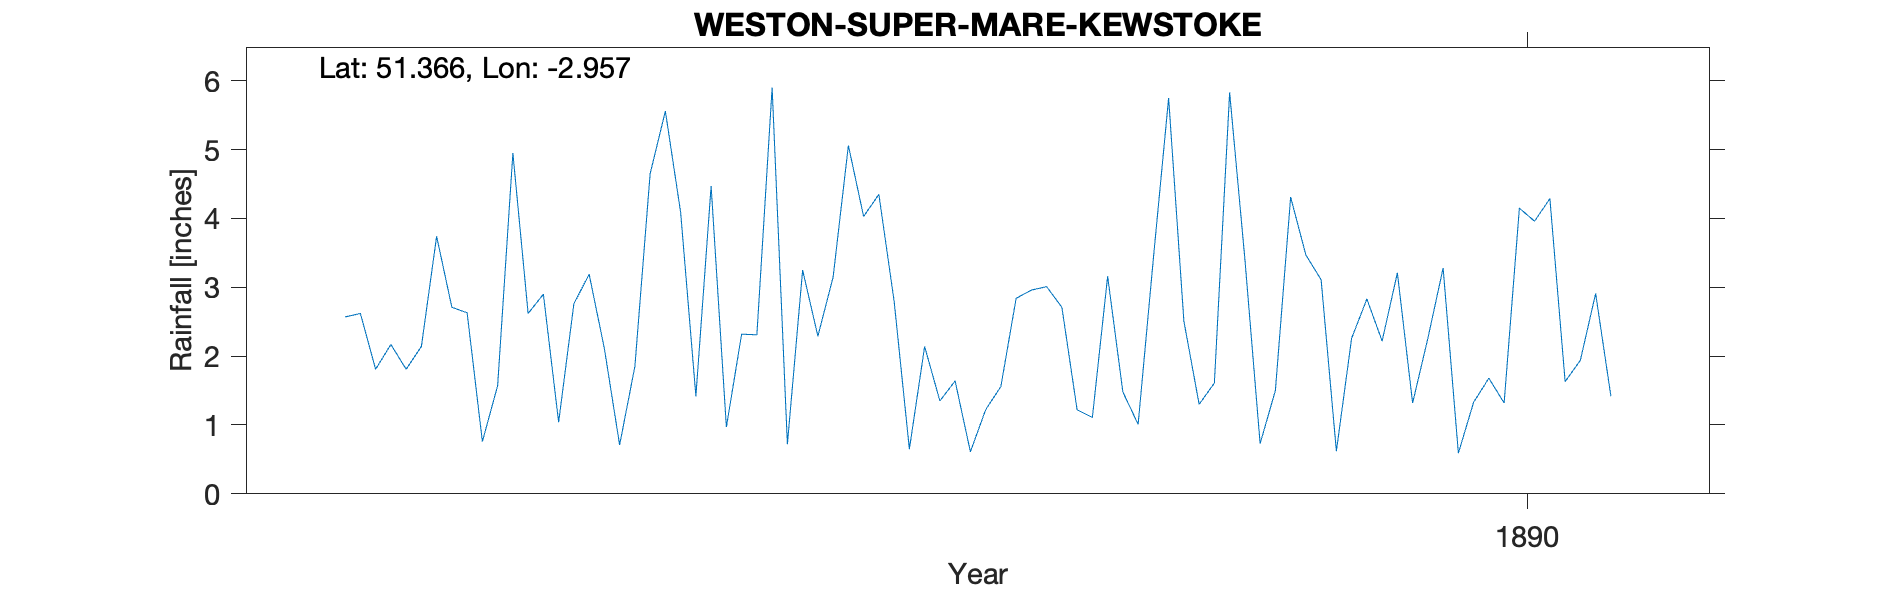 WESTON-SUPER-MARE-KEWSTOKE
Lat: 51.366, Lon: -2.957
6
5
4
3
2
1
0
Rainfall [inches]
1890
Year